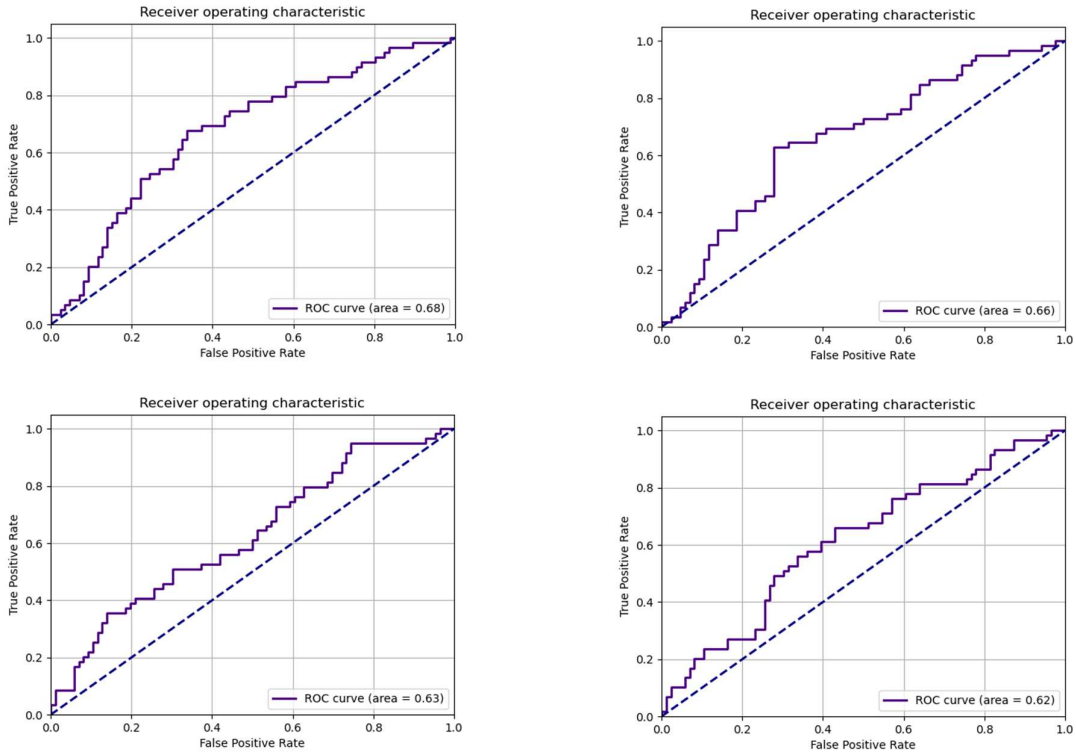 Receiver operating characteristic
1.0
0.8
0.6
0.4
0.2
0.0
True Positive Rate
ROC curve (area = 0.68)
0.0 0.2 0.4 0.6 0.8 1.0
False Positive Rate
Receiver operating characteristic
1.0
0.8
0.6
0.4
0.2
0.0
True Positive Rate
ROC curve (area = 0.66)
0.0 0.2 0.4 0.6 0.8 1.0
False Positive Rate
Receiver operating characteristic
1.0
0.8
0.6
0.4
0.2
0.0
True Positive Rate
ROC curve (area = 0.63)
0.0 0.2 0.4 0.6 0.8 1.0
False Positive Rate
Receiver operating characteristic
1.0
0.8
0.6
0.4
0.2
0.0
True Positive Rate
ROC curve (area = 0.62)
0.0 0.2 0.4 0.6 0.8 1.0
False Positive Rate